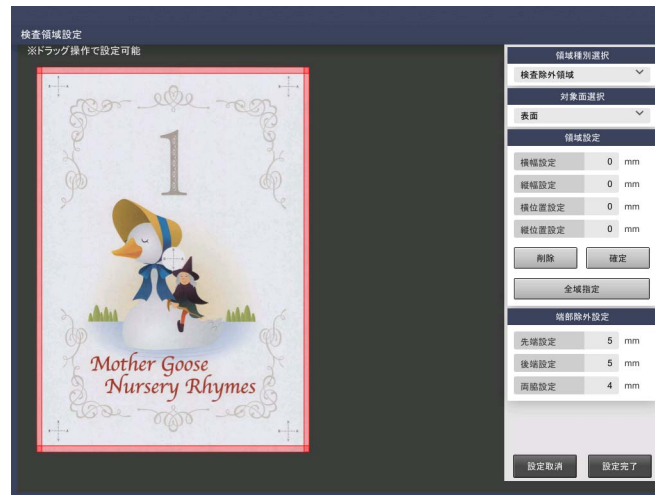 検査領域設定
※ドラッグ操作で設定可能
1
Mother Goose
Nursery Rhymes
領域種別選択
検査除外領域
対象面選択
表面
領域設定
横幅設定 0 mm
縦幅設定 0 mm
横位置設定 0 mm
縦位置設定 0 mm
削除 確定
全域指定
端部除外設定
先端設定 5 mm
後端設定 5 mm
両脇設定 4 mm
設定取消 設定完了